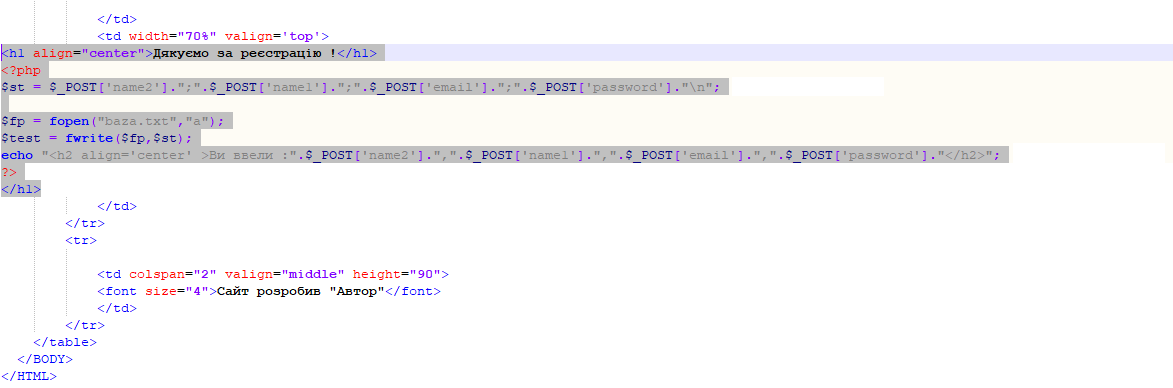 </td>
<td width="70%" valign='top'>
<h1 align="center">Дякуємо за реєстрацію !</h1>
<?php
$st = $_POST['name2'].";".$_POST['name1'].";".$_POST['email'].";".$_POST['password']."\n";
$fp = fopen("baza.txt","a");
$test = fwrite($fp,$st);
echo "<h2 align='center' >Ви ввели :".$_POST['name2'].",".$_POST['name1'].",".$_POST['email'].",".$_POST['password']."</h2>";
?>
</h1>
</td>
</tr>
<tr>
<td colspan="2" valign="middle" height="90">
<font size="4">Сайт розробив "Автор"</font>
</td>
</tr>
</table>
</BODY>
</HTML>